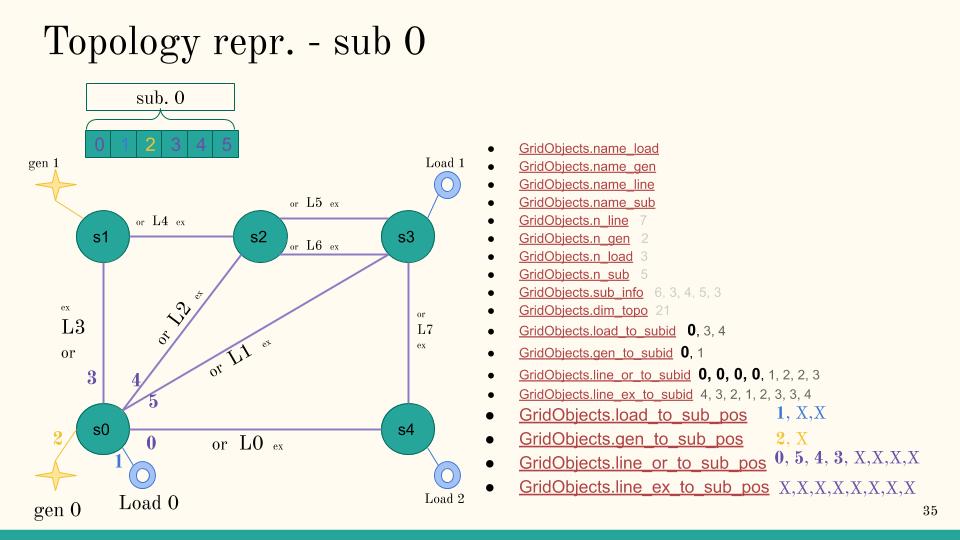 Topology repr. - sub 0
sub. 0
0 1 2 3 4 5
gen 1
Load 1
or L4 ex
or L5 ex
or L6 ex
s1
s2
s3
ex
L3
or
or L2 ex
or L1 ex
or
L7
ex
3
4
5
s0
s4
2
0
1
or L0 ex
gen 0
Load 0
Load 2
● GridObjects.name_load
● GridObjects.name_gen
● GridObjects.name_line
● GridObjects.name_sub
● GridObjects.n_line 7
● GridObjects.n_gen 2
● GridObjects.n_load 3
● GridObjects.n_sub 5
● GridObjects.sub_info 6, 3, 4, 5, 3
● GridObjects.dim_topo 21
● GridObjects.load_to_subid 0, 3, 4
● GridObjects.gen_to_subid 0, 1
● GridObjects.line_or_to_subid 0, 0, 0, 0, 1, 2, 2, 3
● GridObjects.line_ex_to_subid 4, 3, 2, 1, 2, 3, 3, 4
● GridObjects.load_to_sub_pos 1, X,X
● GridObjects.gen_to_sub_pos 2, X
● GridObjects.line_or_to_sub_pos 0, 5, 4, 3, X,X,X,X
● GridObjects.line_ex_to_sub_pos X,X,X,X,X,X,X,X
35